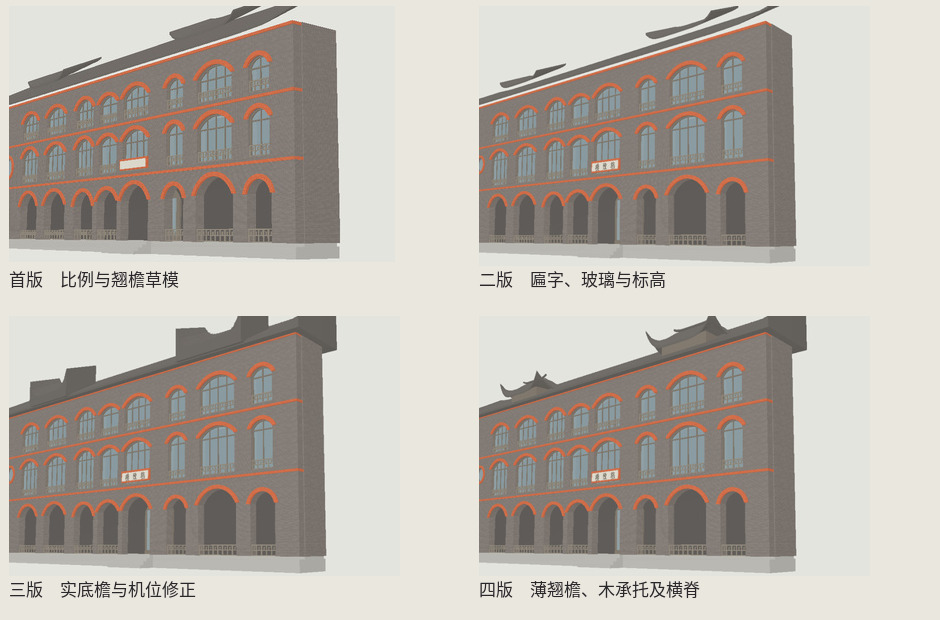 首版 比例与翘檐草模
二版 匾字、玻璃与标高
三版 实底檐与机位修正
四版 薄翘檐、木承托及横脊